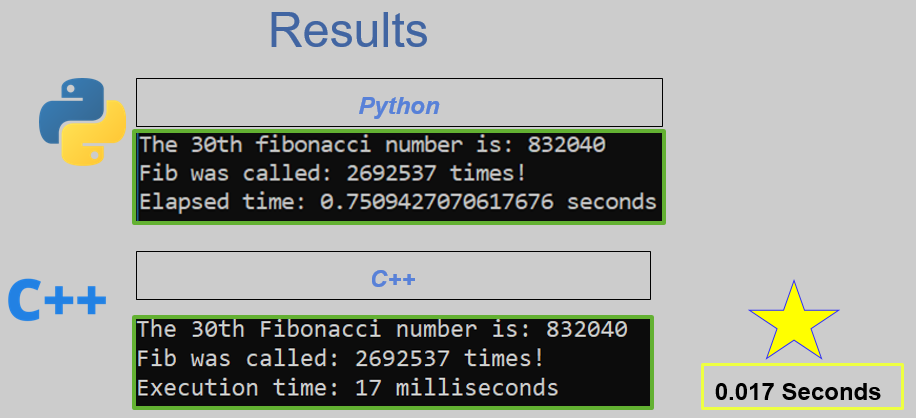 Results
Python
The 30th fibonacci number is: 832040
Fib was called: 2692537 times!
Elapsed time: 0.7509427070617676 seconds
C++
C++
The 30th Fibonacci number is: 832040
Fib was called: 2692537 times!
Execution time: 17 milliseconds
0.017 Seconds